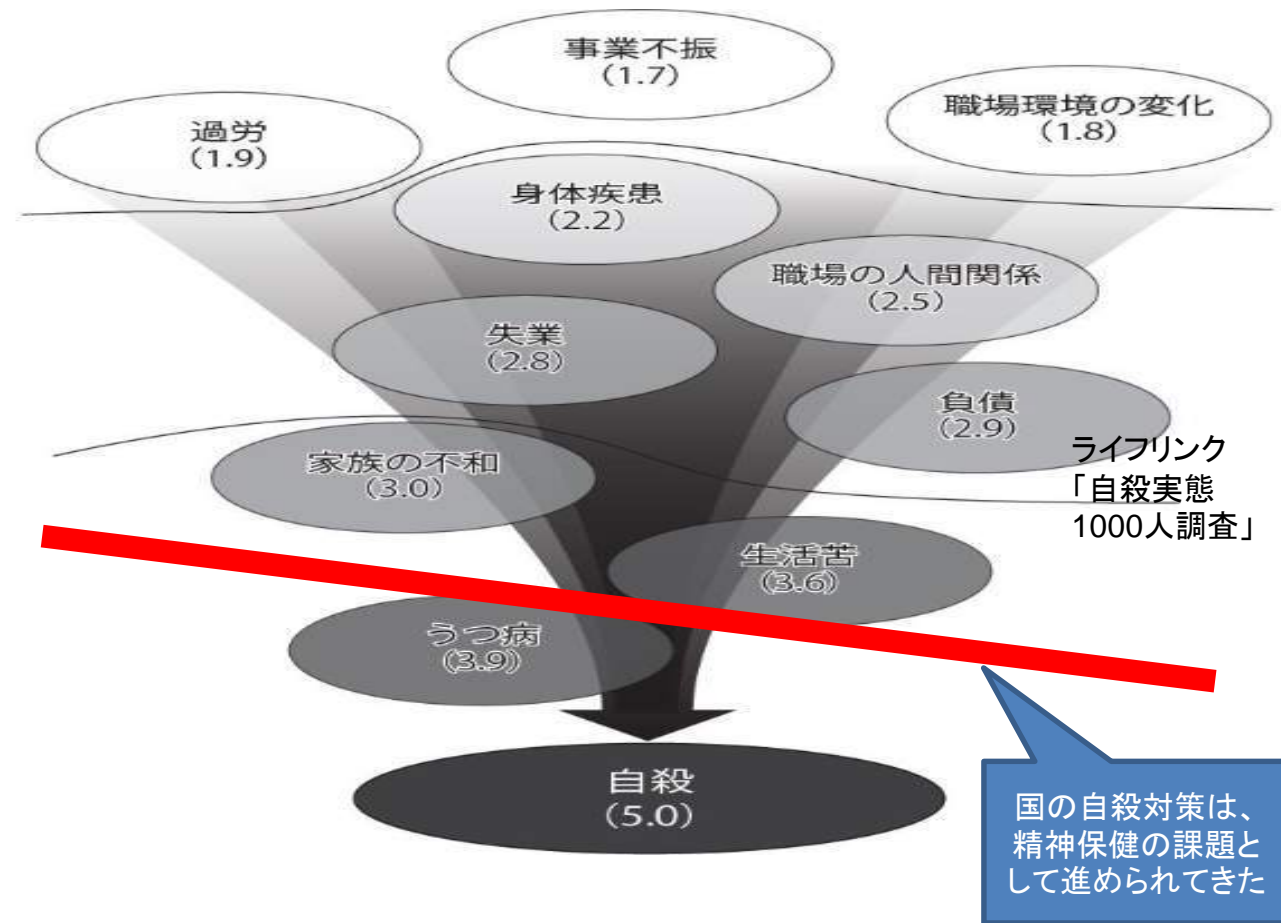 事業不振
(1.7)
職場環境の変化
(1.8)
過労
(1.9)
身体疾患
(2.2)
職場の人間関係
(2.5)
失業
(2.8)
負債
(2.9)
ライフリンク
「自殺実態
1000人調査」
家族の不和
(3.0)
生活苦
(3.6)
うつ病
(3.9)
自殺
(5.0)
国の自殺対策は、
精神保健の課題と
して進められてきた